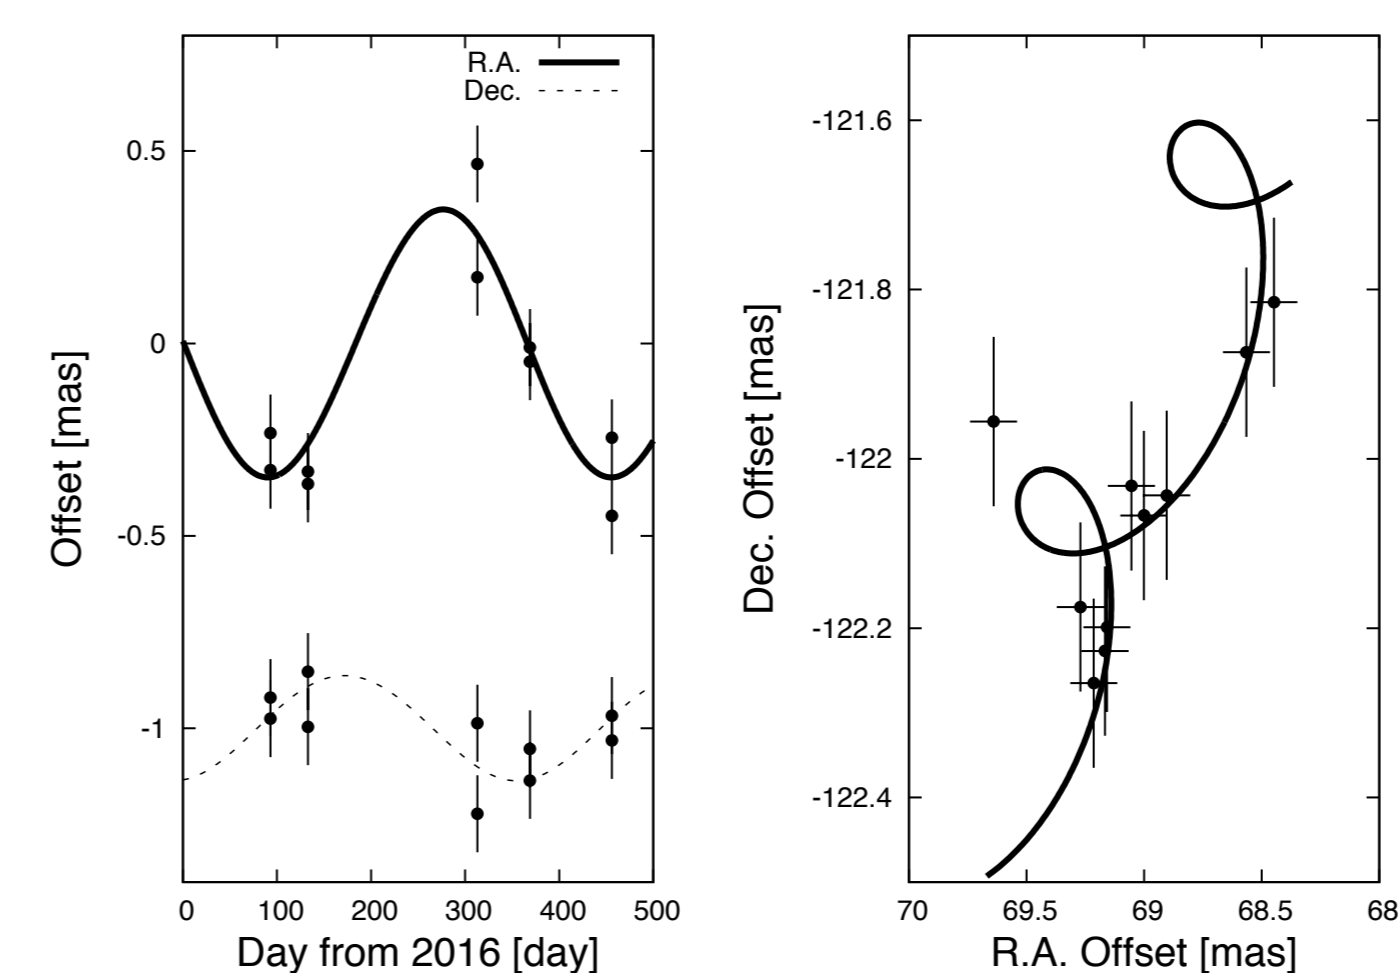 R.A.
Dec.
0.5
0
-0.5
-1
Offset [mas]
0 100 200 300 400 500
Day from 2016 [day]
-121.6
-121.8
-122
-122.2
-122.4
Dec. Offset [mas]
70 69.5 69 68.5 68
R.A. Offset [mas]